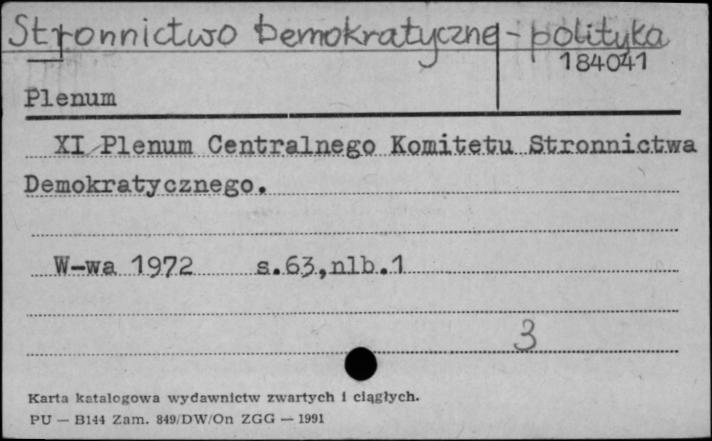 Stronnictwo Demokratyczne - polityka
184041
Plenum
XI Plenum Centralnego Komitetu Stronnictwa
Demokratycznego.
W-wa 1972 s.63,nlb.1
3
Karta katalogowa wydawnictw zwartych i ciągłych.
PU — B144 Zam. 849/DW/On ZGG — 1991